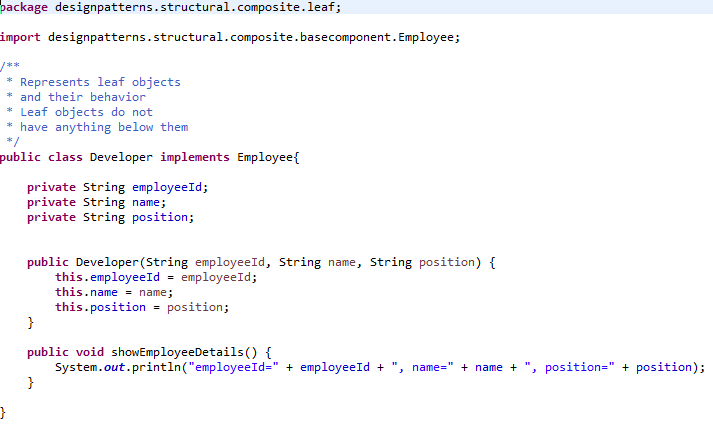 package designpatterns.structural.composite.leaf;
import designpatterns.structural.composite.basecomponent.Employee;
/**
 * Represents leaf objects
 * and their behavior
 * Leaf objects do not
 * have anything below them
 */
public class Developer implements Employee{
    private String employeeId;
    private String name;
    private String position;
    public Developer(String employeeId, String name, String position) {
        this.employeeId = employeeId;
        this.name = name;
        this.position = position;
    }
    public void showEmployeeDetails() {
        System.out.println("employeeId=" + employeeId + ", name=" + name + ", position=" + position);
    }
}